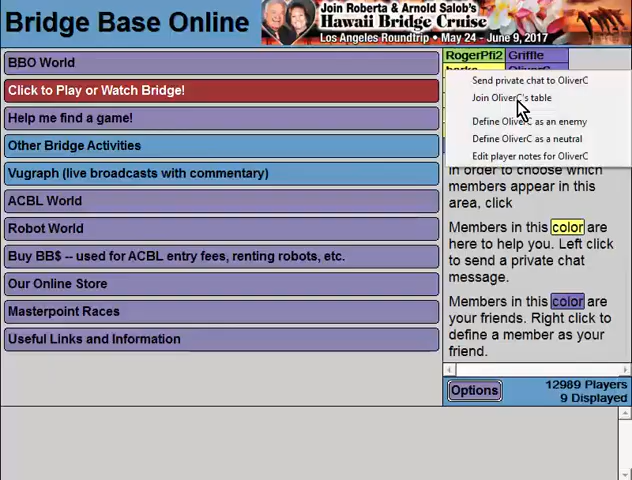 Bridge Base Online
Join Roberta & Arnold Salob's
Hawaii Bridge Cruise
Los Angeles Roundtrip • May 24 - June 9, 2017
BBO World
Click to Play or Watch Bridge!
Help me find a game!
Other Bridge Activities
Vugraph (live broadcasts with commentary)
ACBL World
Robot World
Buy BB$ -- used for ACBL entry fees, renting robots, etc.
Our Online Store
Masterpoint Races
Useful Links and Information
RogerPfi2 Griffle
Send private chat to OliverC
Join OliverC's table
Define OliverC as an enemy
Define OliverC as a neutral
Edit player notes for OliverC
In order to choose which
members appear in this
area, click
Members in this color are
here to help you. Left click
to send a private chat
message.
Members in this color are
your friends. Right click to
define a member as your
friend.
Options
12989 Players
9 Displayed